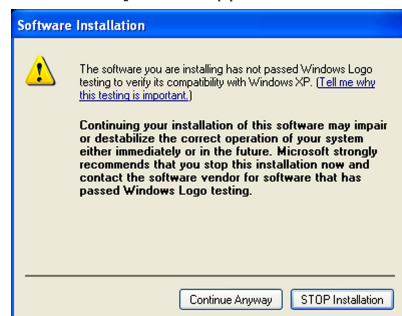 Software Installation
The software you are installing has not passed Windows Logo
testing to verify its compatibility with Windows XP. (Tell me why
this testing is important.)
Continuing your installation of this software may impair
or destabilize the correct operation of your system
either immediately or in the future. Microsoft strongly
recommends that you stop this installation now and
contact the software vendor for software that has
passed Windows Logo testing.
Continue Anyway STOP Installation